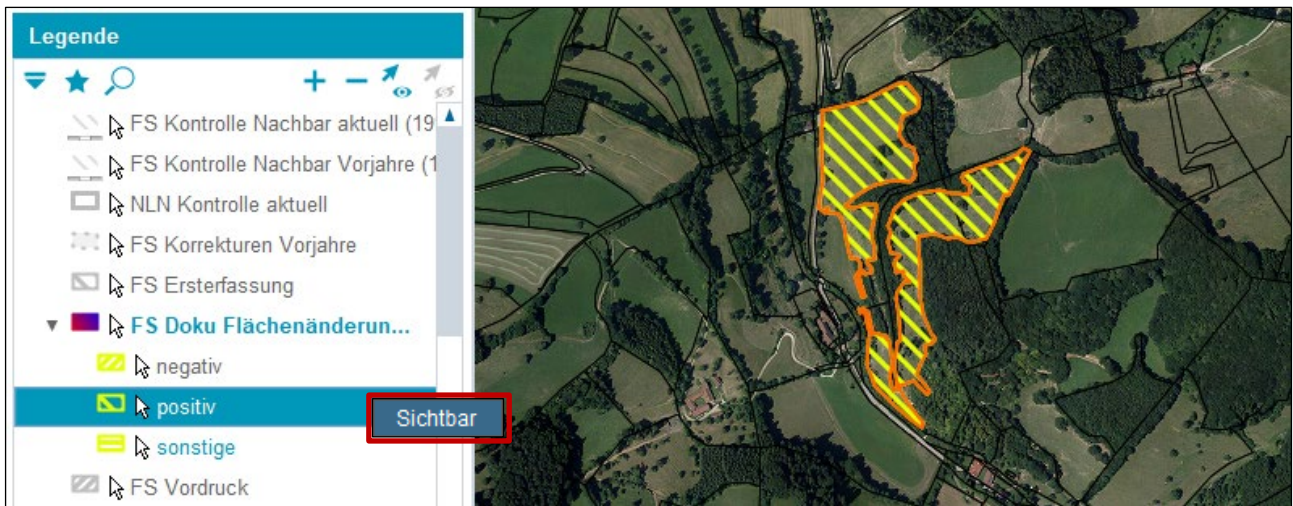 Legende
FS Kontrolle Nachbar aktuell (19
FS Kontrolle Nachbar Vorjahre (1
NLN Kontrolle aktuell
FS Korrekturen Vorjahre
FS Ersterfassung
FS Doku Flächenänderun...
negativ
positiv
Sichtbar
sonstige
FS Vordruck